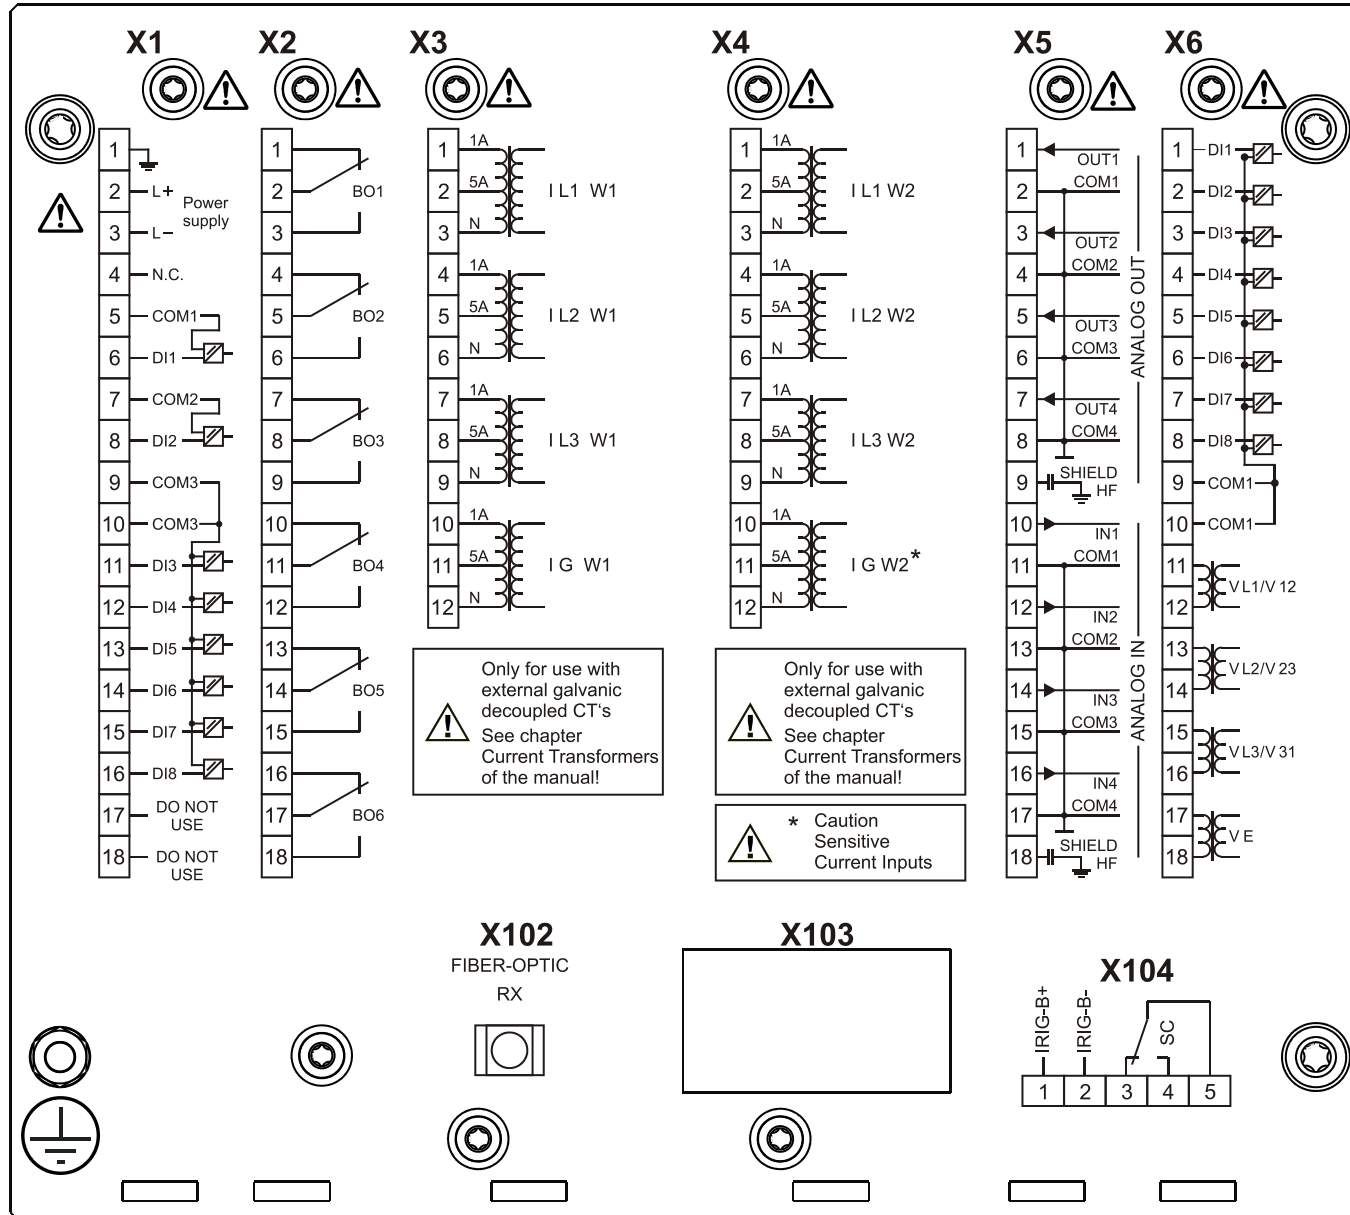 X1
X2
X3
X4
X5
X6
1
2 L+
Power
supply
3 L–
4 N.C.
5 COM1
6 DI1
7 COM2
8 DI2
9 COM3
10 COM3
11 DI3
12 DI4
13 DI5
14 DI6
15 DI7
16 DI8
17 DO NOT
USE
18 DO NOT
USE
1
2 BO1
3
4
5 BO2
6
7
8 BO3
9
10
11 BO4
12
13
14 BO5
15
16
17 BO6
18
1 1A
2 5A I L1 W1
3 N
4 1A
5 5A I L2 W1
6 N
7 1A
8 5A I L3 W1
9 N
10 1A
11 5A I G W1
12 N
Only for use with
external galvanic
decoupled CT‘s
See chapter
Current Transformers
of the manual!
1 1A
2 5A I L1 W2
3 N
4 1A
5 5A I L2 W2
6 N
7 1A
8 5A I L3 W2
9 N
10 1A
11 5A I G W2*
12 N
Only for use with
external galvanic
decoupled CT‘s
See chapter
Current Transformers
of the manual!
* Caution
Sensitive
Current Inputs
1 OUT1
2 COM1
3 OUT2
4 COM2
5 OUT3
6 COM3
7 OUT4
8 COM4
9 SHIELD
HF
ANALOG OUT
10 IN1
11 COM1
12 IN2
13 COM2
14 IN3
15 COM3
16 IN4
17 COM4
18 SHIELD
HF
ANALOG IN
1 DI1
2 DI2
3 DI3
4 DI4
5 DI5
6 DI6
7 DI7
8 DI8
9 COM1
10 COM1
11
V L1/V 12
12
13
V L2/V 23
14
15
V L3/V 31
16
17
V E
18
X102
FIBER-OPTIC
RX
X103
X104
IRIG-B+
IRIG-B-
SC
1 2 3 4 5